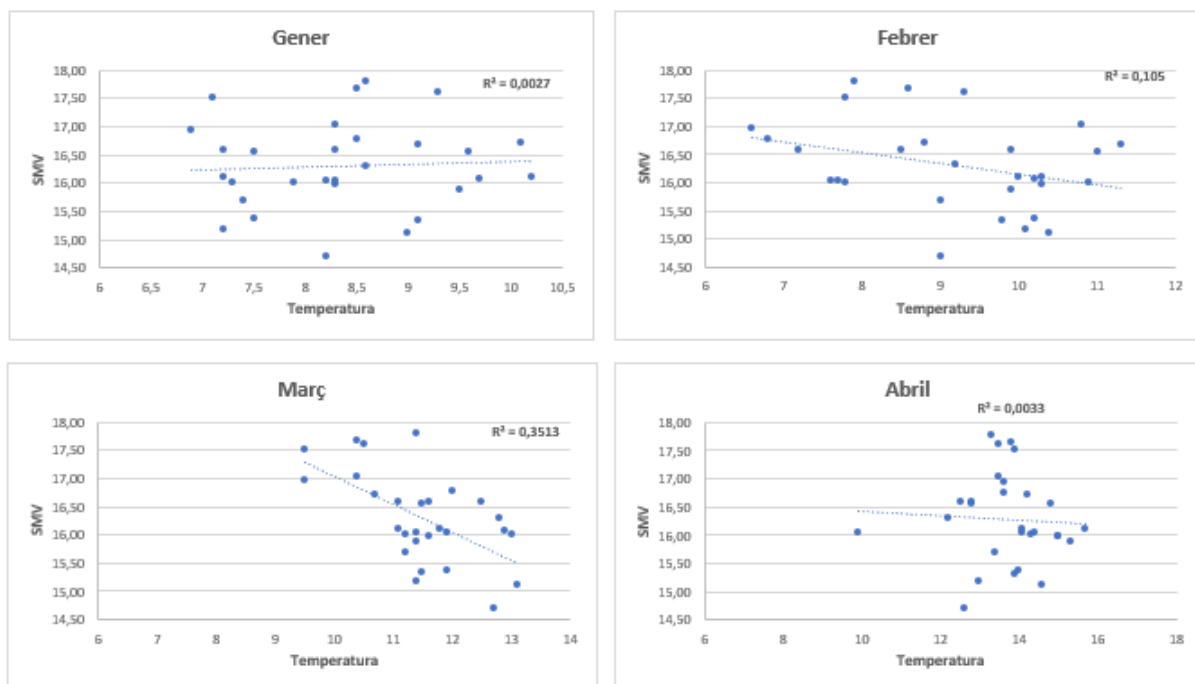 Gener
R² = 0,0027
18,00
17,50
17,00
16,50
16,00
15,50
15,00
14,50
SMV
6 6,5 7 7,5 8 8,5 9 9,5 10 10,5
Temperatura
Febrer
R² = 0,105
18,00
17,50
17,00
16,50
16,00
15,50
15,00
14,50
SMV
6 7 8 9 10 11 12
Temperatura
Març
R² = 0,3513
18,00
17,50
17,00
16,50
16,00
15,50
15,00
14,50
SMV
6 7 8 9 10 11 12 13 14
Temperatura
Abril
R² = 0,0033
18,00
17,50
17,00
16,50
16,00
15,50
15,00
14,50
SMV
6 8 10 12 14 16 18
Temperatura